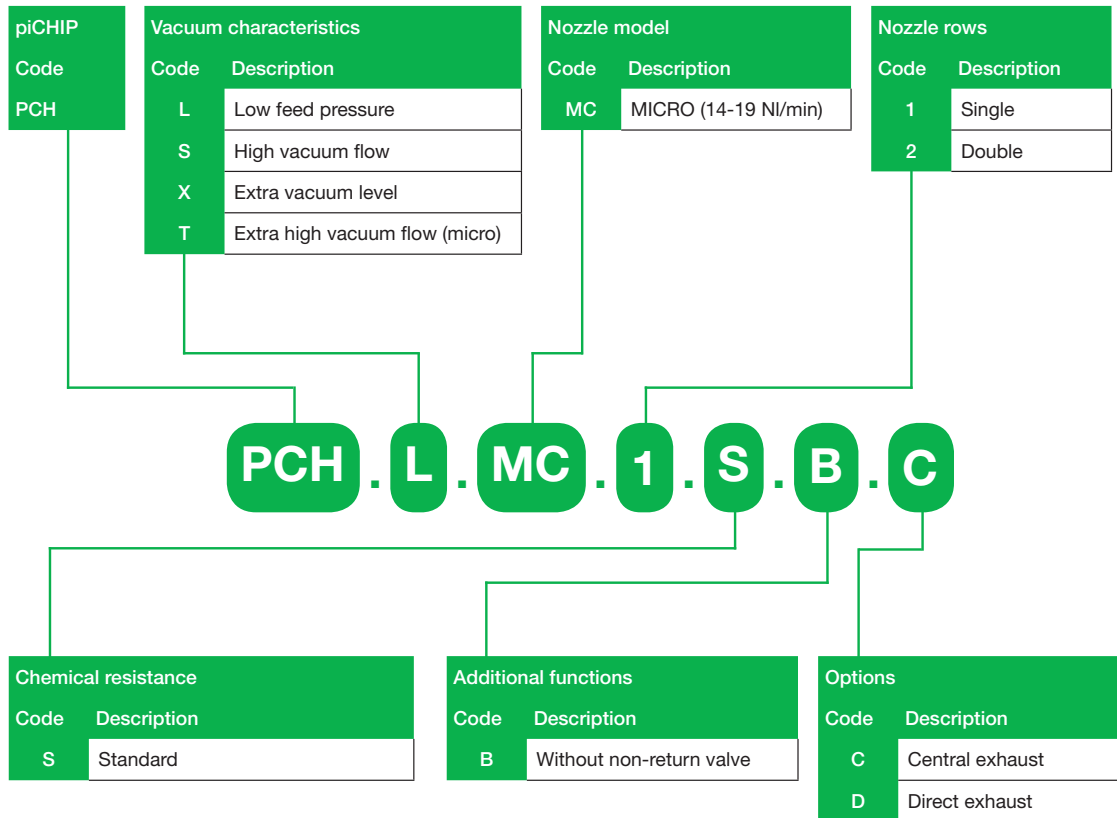 piCHIP
Code
PCH
Vacuum characteristics
Code Description
L Low feed pressure
S High vacuum flow
X Extra vacuum level
T Extra high vacuum flow (micro)
Nozzle model
Code Description
MC MICRO (14-19 Nl/min)
Nozzle rows
Code Description
1 Single
2 Double
PCH . L . MC . 1 . S . B . C
Chemical resistance
Code Description
S Standard
Additional functions
Code Description
B Without non-return valve
Options
Code Description
C Central exhaust
D Direct exhaust